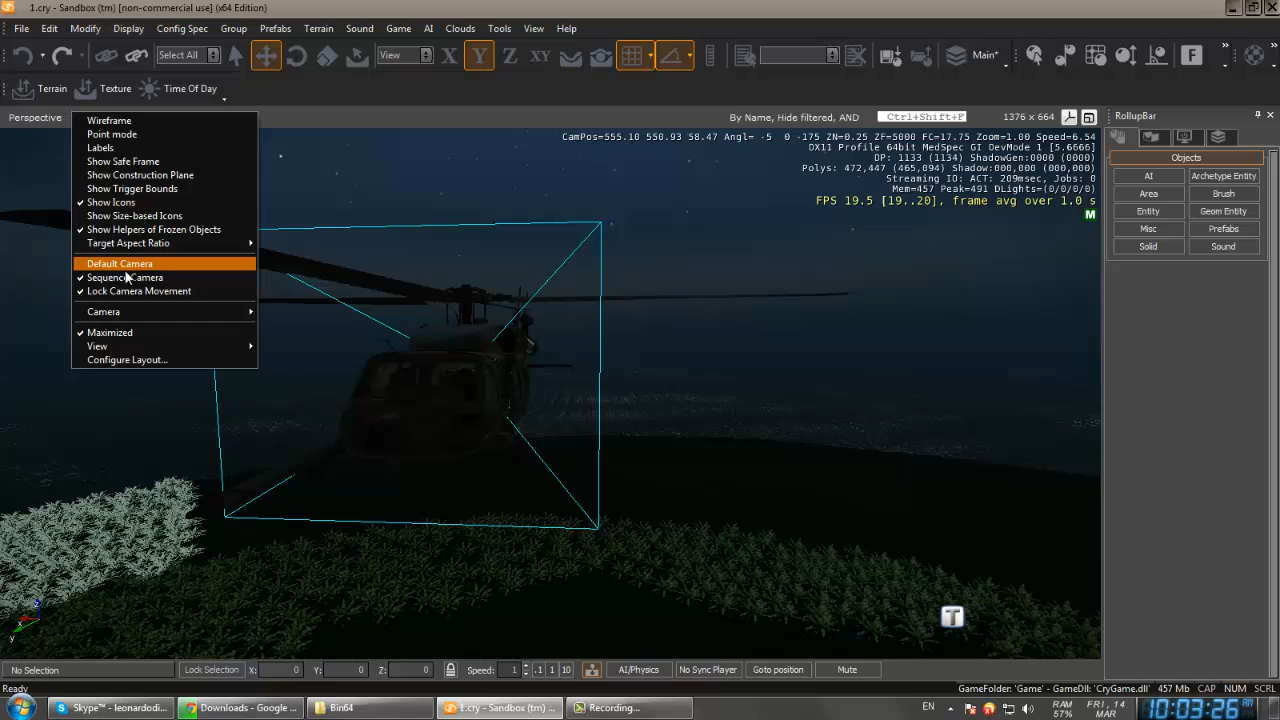 1.cry - Sandbox (tm) [non-commercial use] (x64 Edition)
File Edit Modify Display Config Spec Group Prefabs Terrain Sound Game AI Clouds Tools View Help
Select All View X Y Z XY Main* F
Terrain Texture Time Of Day
Perspective By Name, Hide filtered, AND Ctrl+Shift+F 1376 x 664 RollupBar
Wireframe
Point mode
Labels
Show Safe Frame
Show Construction Plane
Show Trigger Bounds
Show Icons
Show Size-based Icons
Show Helpers of Frozen Objects
Target Aspect Ratio
Default Camera
Sequence Camera
Lock Camera Movement
Camera
Maximized
View
Configure Layout...
CamPos=555.10 550.93 58.47 Angl= -5 0 -175 ZN=0.25 ZF=5000 FC=17.75 Zoom=1.00 Speed=6.54
DX11 Profile 64bit MedSpec GI DevMode 1 [5.6666]
DP: 1133 (1134) ShadowGen:0000 (0000)
Polys: 472,447 (465,094) Shadow:000,000 (000,000)
Streaming IO: ACT: 209msec, Jobs: 0
Mem=457 Peak=491 DLights=(0/0/0/0)
FPS 19.5 [19..20], frame avg over 1.0 s
M
Objects
AI Archetype Entity
Area Brush
Entity Geom Entity
Misc Prefabs
Solid Sound
z
x
y
T
No Selection Lock Selection X: 0 Y: 0 Z: 0 Speed: 1 .1 1 10 AI/Physics No Sync Player Goto position Mute
Ready GameFolder: 'Game' - GameDll: 'CryGame.dll' 457 Mb CAP NUM SCRL
Skype™ - leonardodi... Downloads - Google ... Bin64 1.cry - Sandbox (tm) ... Recording... EN RAM 57% FRI, 14 MAR 10:03:26